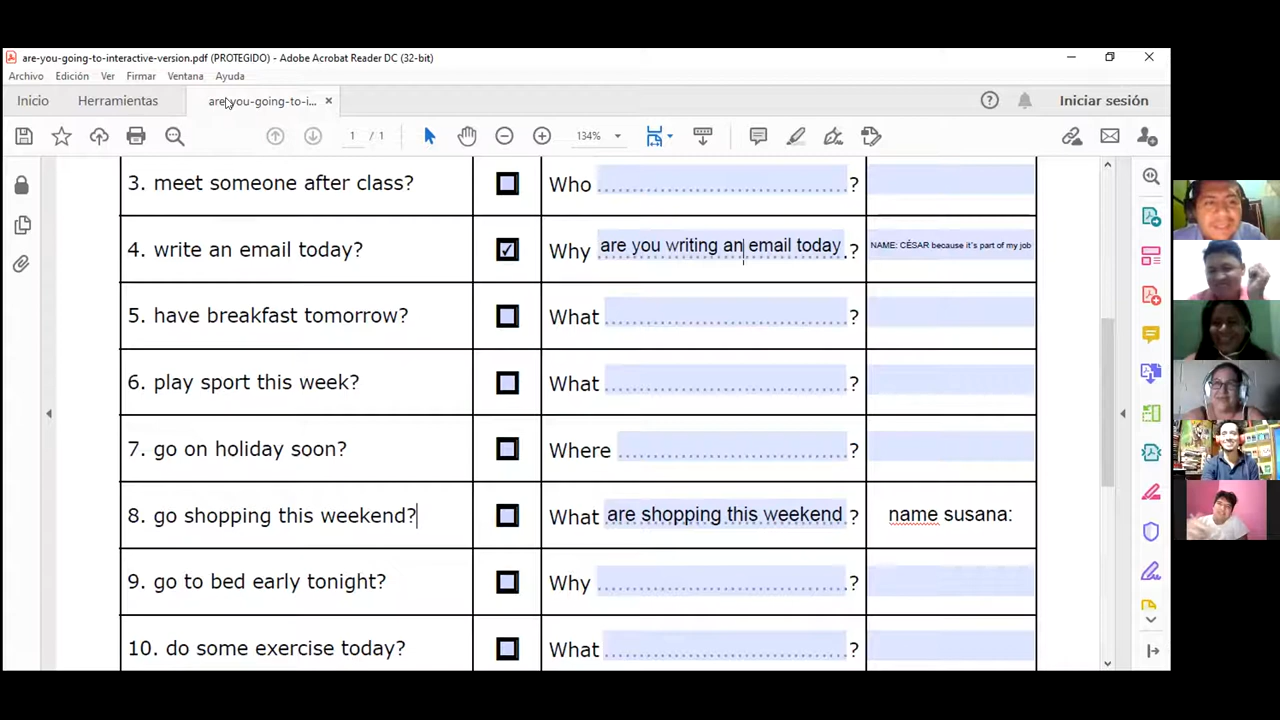 are-you-going-to-interactive-version.pdf (PROTEGIDO) - Adobe Acrobat Reader DC (32-bit)
Archivo Edición Ver Firmar Ventana Ayuda
Inicio Herramientas are-you-going-to-i... Iniciar sesión
1 / 1 134%
3. meet someone after class? Who ?
4. write an email today? Why are you writing an email today .? NAME: CÉSAR because it's part of my job
5. have breakfast tomorrow? What ?
6. play sport this week? What ?
7. go on holiday soon? Where ?
8. go shopping this weekend? What are shopping this weekend ? name susana:
9. go to bed early tonight? Why ?
10. do some exercise today? What ?